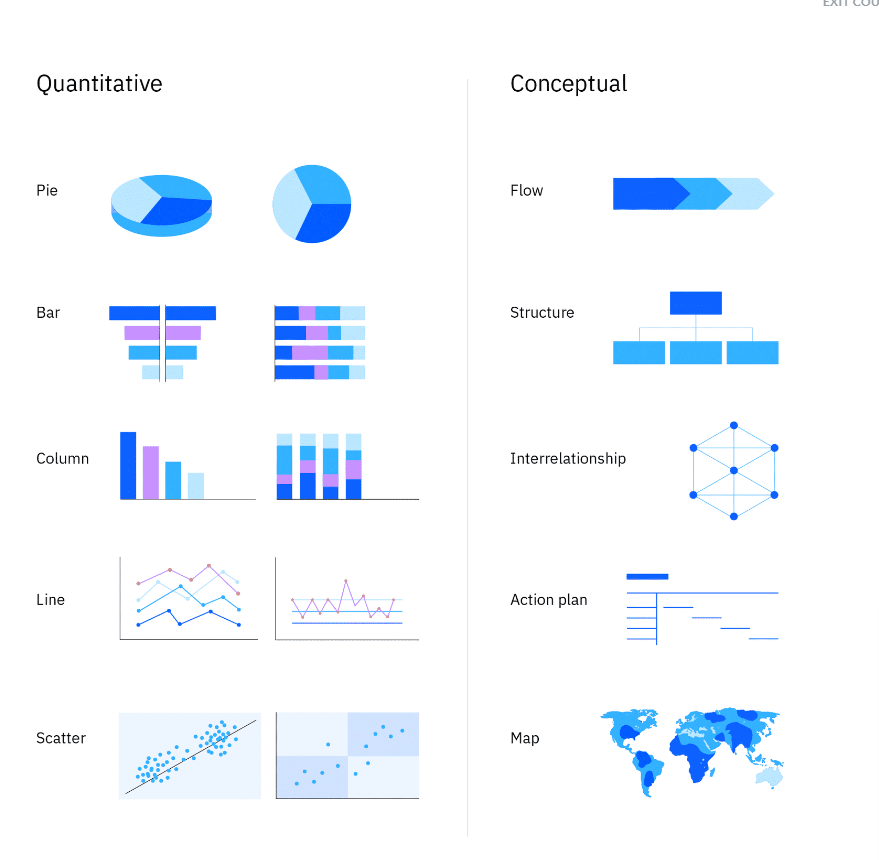 EXIT COU
Quantitative
Conceptual
Pie
Flow
Bar
Structure
Column
Interrelationship
Line
Action plan
Scatter
Map